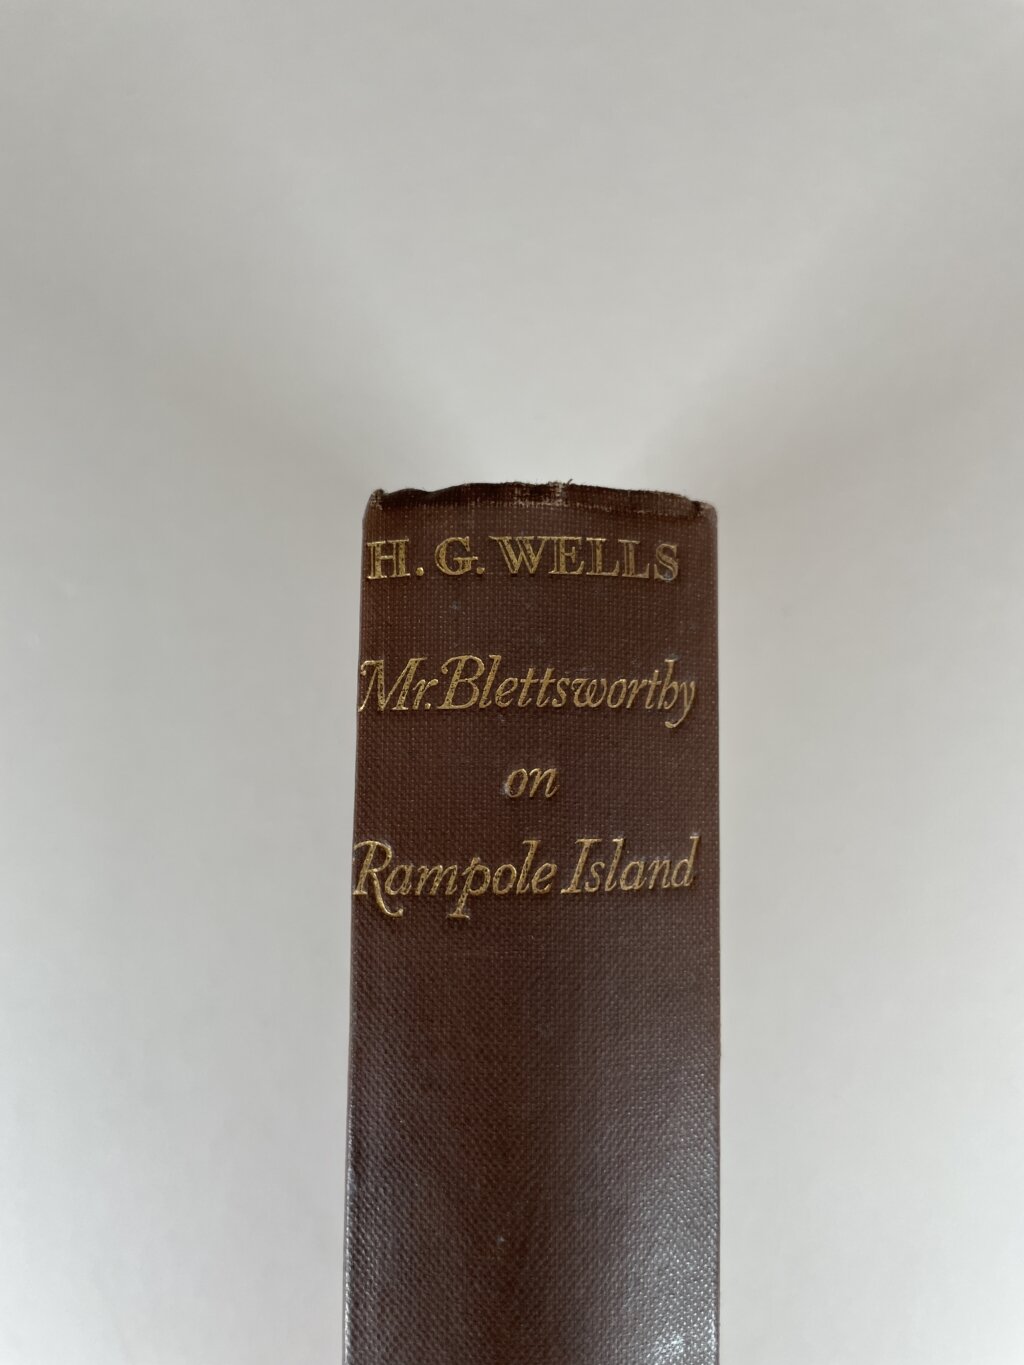 H. G. WELLS
Mr. Blettsworthy
on
Rampole Island